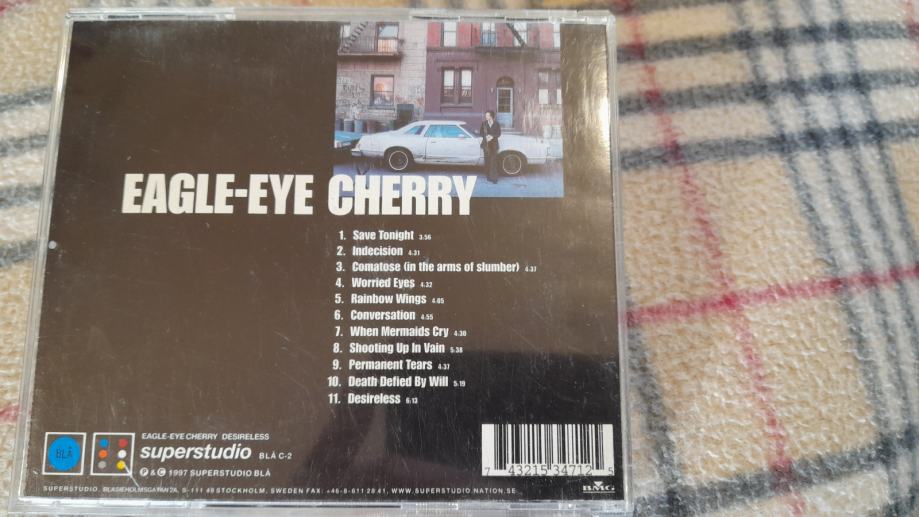 EAGLE-EYE CHERRY
1. Save Tonight 3:56
2. Indecision 4:31
3. Comatose (in the arms of slumber) 4:37
4. Worried Eyes 4:32
5. Rainbow Wings 4:05
6. Conversation 4:55
7. When Mermaids Cry 4:30
8. Shooting Up In Vain 5:38
9. Permanent Tears 4:37
10. Death Defied By Will 5:19
11. Desireless 6:13
BLÅ
EAGLE-EYE CHERRY DESIRELESS
superstudio BLÅ C-2
℗ & © 1997 SUPERSTUDIO BLÅ
SUPERSTUDIO. BLASIEHOLMSGATAN 2A, S-111 48 STOCKHOLM, SWEDEN FAX: +46-8-611 28 41, WWW.SUPERSTUDIO NATION.SE
7 43215 34712 5
BMG